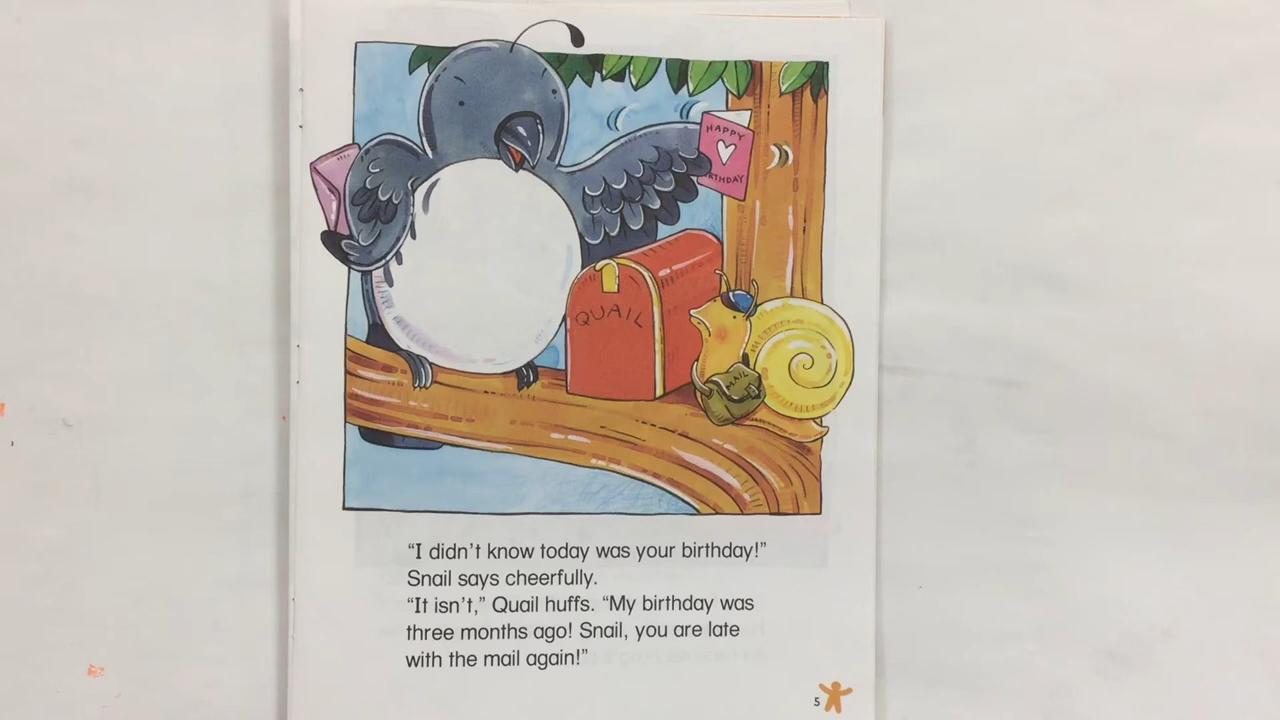 HAPPY
RTHDAY
QUAIL
MAIL
“I didn’t know today was your birthday!”
Snail says cheerfully.
“It isn’t,” Quail huffs. “My birthday was
three months ago! Snail, you are late
with the mail again!”
5